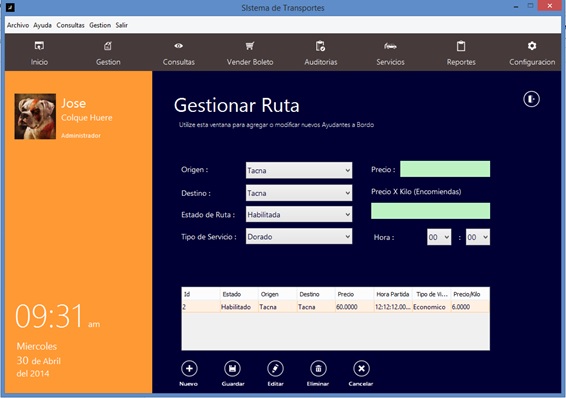 SIstema de Transportes
Archivo Ayuda Consultas Gestion Salir
Inicio Gestion Consultas Vender Boleto Auditorias Servicios Reportes Configuracion
Jose
Colque Huere
Administrador
Gestionar Ruta
Utilize esta ventana para agregar o modificar nuevos Ayudantes a Bordo
Origen : Tacna Precio :
Destino : Tacna Precio X Kilo (Encomiendas)
Estado de Ruta : Habilitada
Tipo de Servicio : Dorado Hora : 00 : 00
Id Estado Origen Destino Precio Hora Partida Tipo de Vi... Precio/Kilo
2 Habilitado Tacna Tacna 60.0000 12:12:12.00... Economico 6.0000
09:31 am
Miercoles
30 de Abril
del 2014
Nuevo Guardar Editar Eliminar Cancelar